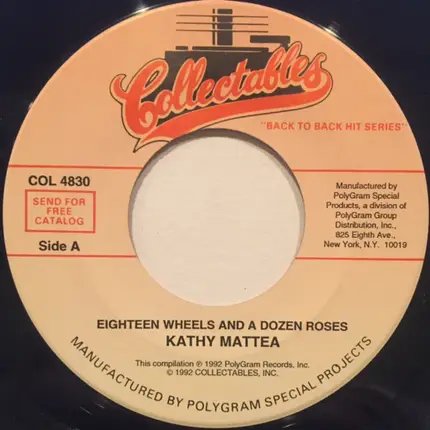 Collectables
"BACK TO BACK HIT SERIES"
COL 4830
SEND FOR
FREE
CATALOG
Side A
Manufactured by
PolyGram Special
Products, a division of
PolyGram Group
Distribution, Inc.,
825 Eighth Ave.,
New York, N.Y. 10019
EIGHTEEN WHEELS AND A DOZEN ROSES
KATHY MATTEA
This compilation ℗ 1992 PolyGram Records, Inc.
© 1992 COLLECTABLES, INC.
MANUFACTURED BY POLYGRAM SPECIAL PROJECTS